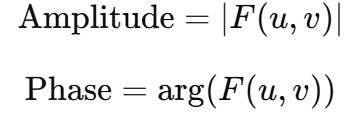 Amplitude = |F(u, v)|
Phase = arg(F(u, v))